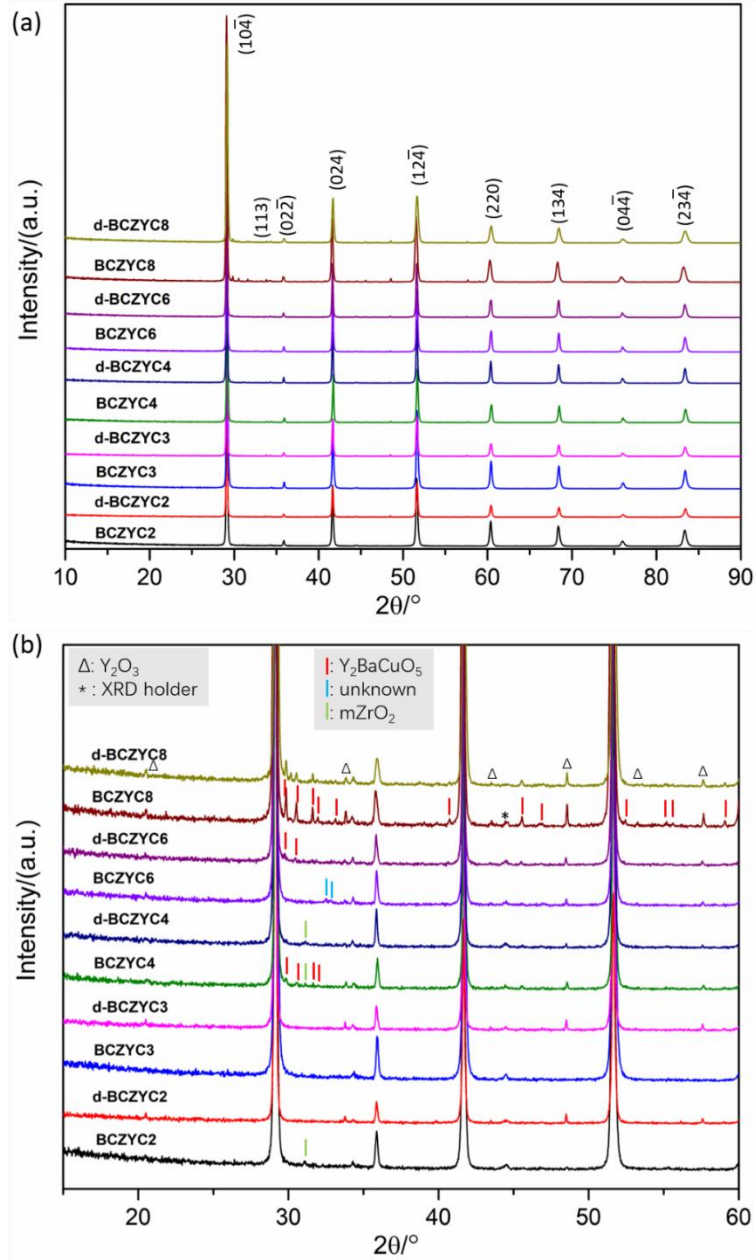 (a)
(10̅4)
(113)
(02̅2̅)
(024)
(12̅4)
(220)
(134)
(04̅4)
(2̅34)
d-BCZYC8
BCZYC8
d-BCZYC6
BCZYC6
d-BCZYC4
BCZYC4
d-BCZYC3
BCZYC3
d-BCZYC2
BCZYC2
Intensity/(a.u.)
10 20 30 40 50 60 70 80 90
2θ/°
(b)
Δ: Y₂O₃
* : XRD holder
|: Y₂BaCuO₅
|: unknown
|: mZrO₂
d-BCZYC8
Δ Δ Δ Δ Δ Δ
BCZYC8
*
d-BCZYC6
BCZYC6
d-BCZYC4
BCZYC4
d-BCZYC3
BCZYC3
d-BCZYC2
BCZYC2
Intensity/(a.u.)
20 30 40 50 60
2θ/°